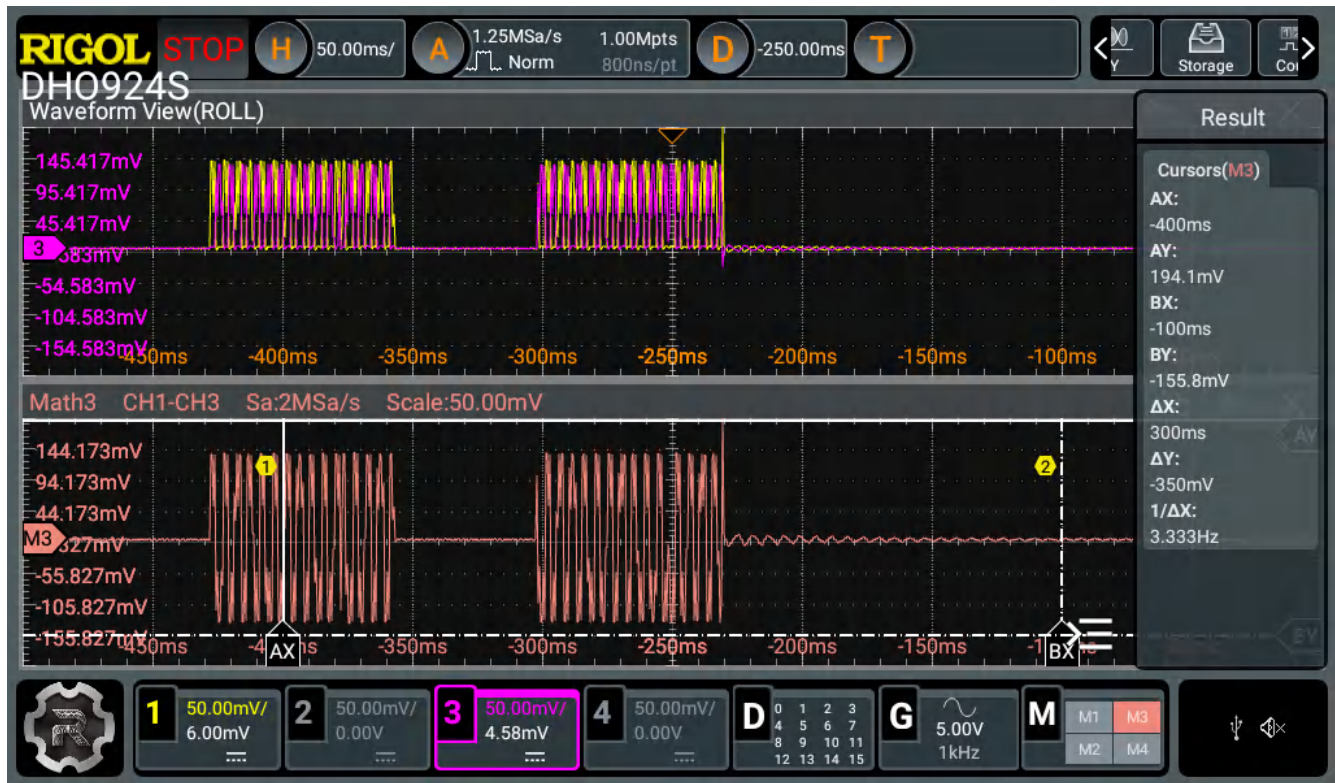 RIGOL STOP H 50.00ms/ A 1.25MSa/s 1.00Mpts D -250.00ms T Storage
Norm 800ns/pt
DHO924S
Waveform View(ROLL)
Result
145.417mV
95.417mV
45.417mV
3
-54.583mV
-104.583mV
-154.583mV
-450ms -400ms -350ms -300ms -250ms -200ms -150ms -100ms
Cursors(M3)
AX:
-400ms
AY:
194.1mV
BX:
-100ms
BY:
-155.8mV
ΔX:
300ms
ΔY:
-350mV
1/ΔX:
3.333Hz
Math3 CH1-CH3 Sa:2MSa/s Scale:50.00mV
144.173mV
94.173mV
44.173mV
M3
-55.827mV
-105.827mV
-155.827mV
1 2
-450ms AX -350ms -300ms -250ms -200ms -150ms BX
AY
BY
1 50.00mV/ 2 50.00mV/ 3 50.00mV/ 4 50.00mV/ D 0 1 2 3 G 5.00V M M1 M3
6.00mV 0.00V 4.58mV 0.00V 4 5 6 7 1kHz M2 M4
8 9 10 11
12 13 14 15